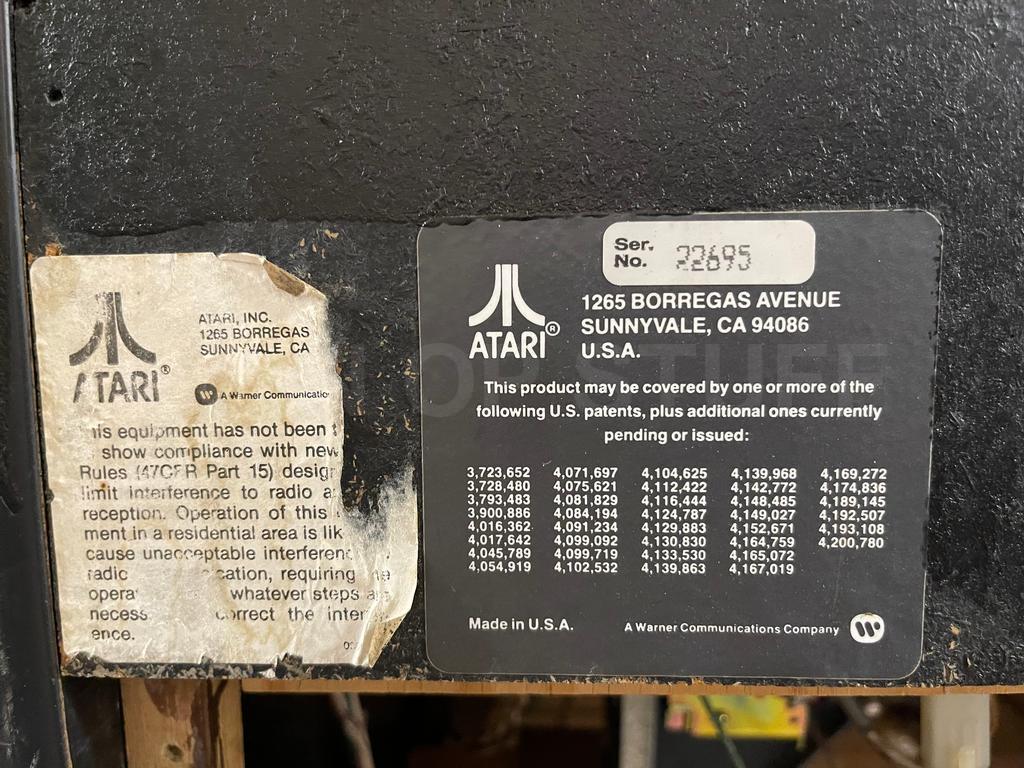 ATARI, INC.
1265 BORREGAS
SUNNYVALE, CA
ATARI®
W A Warner Communicatio
is equipment has not been t
show compliance with new
Rules (47CFR Part 15) desig
limit interference to radio a
reception. Operation of this
ment in a residential area is lik
cause unacceptable interferenc
radio cation, requiring
opera whatever steps a
necess correct the inter
ence.
Ser.
No. 22695
ATARI®
1265 BORREGAS AVENUE
SUNNYVALE, CA 94086
U.S.A.
This product may be covered by one or more of the
following U.S. patents, plus additional ones currently
pending or issued:
3,723,652 4,071,697 4,104,625 4,139,968 4,169,272
3,728,480 4,075,621 4,112,422 4,142,772 4,174,836
3,793,483 4,081,829 4,116,444 4,148,485 4,189,145
3,900,886 4,084,194 4,124,787 4,149,027 4,192,507
4,016,362 4,091,234 4,129,883 4,152,671 4,193,108
4,017,642 4,099,092 4,130,830 4,164,759 4,200,780
4,045,789 4,099,719 4,133,530 4,165,072
4,054,919 4,102,532 4,139,863 4,167,019
Made in U.S.A.
A Warner Communications Company W